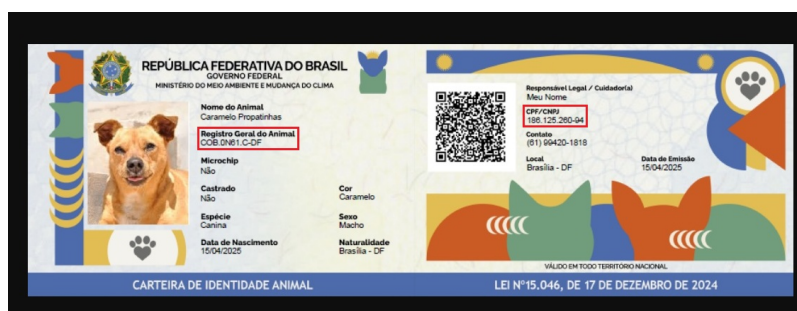 REPÚBLICA FEDERATIVA DO BRASIL
GOVERNO FEDERAL
MINISTÉRIO DO MEIO AMBIENTE E MUDANÇA DO CLIMA
Nome do Animal
Caramelo Propatinhas
Registro Geral do Animal
COB.0N61.C-DF
Microchip
Não
Castrado
Não
Cor
Caramelo
Espécie
Canina
Sexo
Macho
Data de Nascimento
15/04/2025
Naturalidade
Brasília - DF
CARTEIRA DE IDENTIDADE ANIMAL
Responsável Legal / Cuidador(a)
Meu Nome
CPF/CNPJ
186.125.260-94
Contato
(61) 99420-1818
Local
Brasília - DF
Data de Emissão
15/04/2025
VÁLIDO EM TODO TERRITÓRIO NACIONAL
LEI Nº15.046, DE 17 DE DEZEMBRO DE 2024